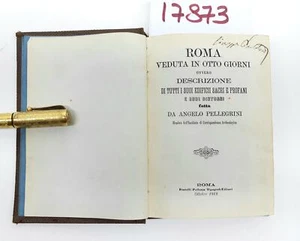 17873
ROMA
VEDUTA IN OTTO GIORNI
OVVERO
DESCRIZIONE
DI TUTTI I SUOI EDIFICI SACRI E PROFANI
E SUOI DINTORNI
fatta
DA ANGELO PELLEGRINI
ROMA